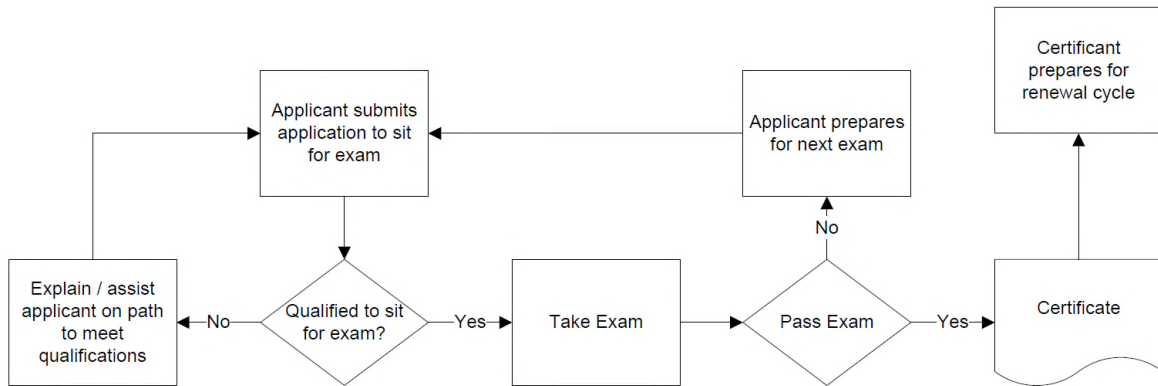 Applicant submits
application to sit
for exam
Applicant prepares
for next exam
Certificant
prepares for
renewal cycle
Explain / assist
applicant on path
to meet
qualifications
No
Qualified to sit
for exam?
Yes
Take Exam
Pass Exam
No
Yes
Certificate